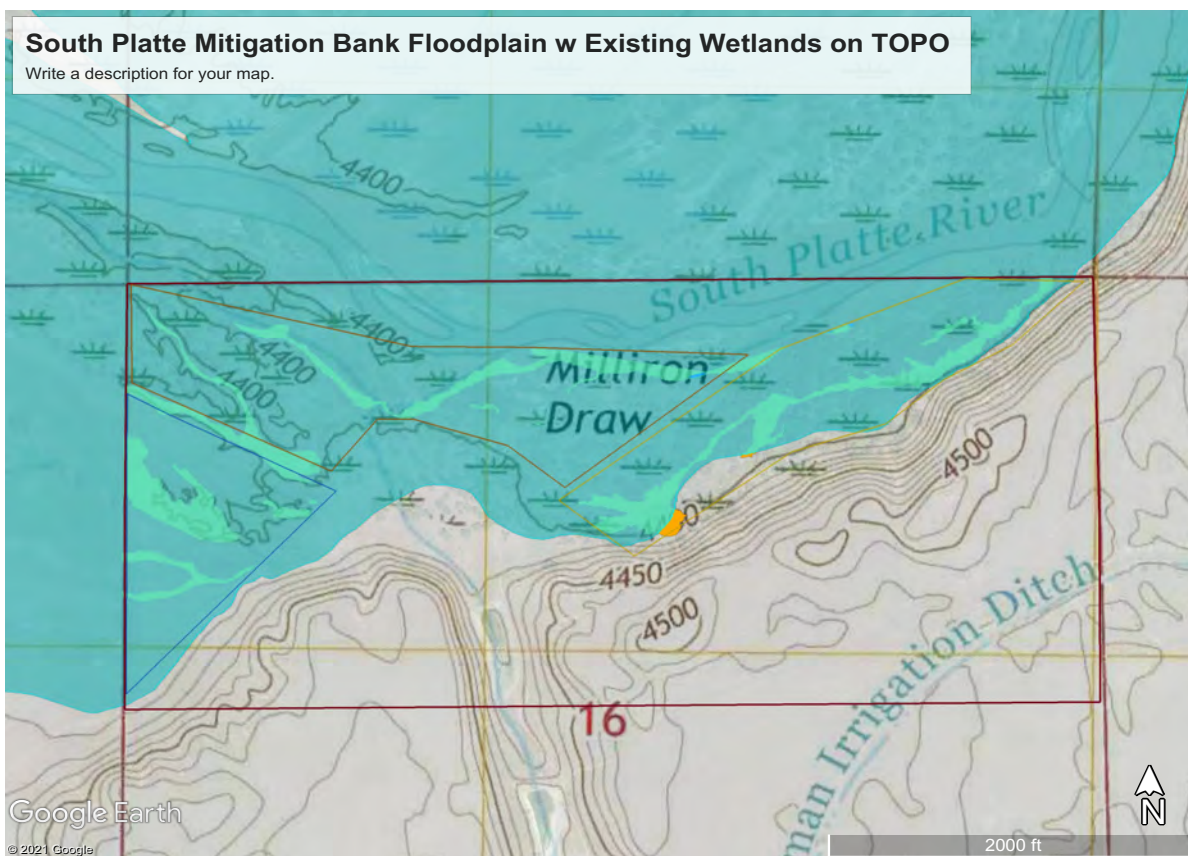 South Platte Mitigation Bank Floodplain w Existing Wetlands on TOPO
Write a description for your map.
4400
South Platte River
4400
4400
4400
Milliron
Draw
4500
4450
4500
Irrigation Ditch
16
Google Earth
N
2000 ft
© 2021 Google